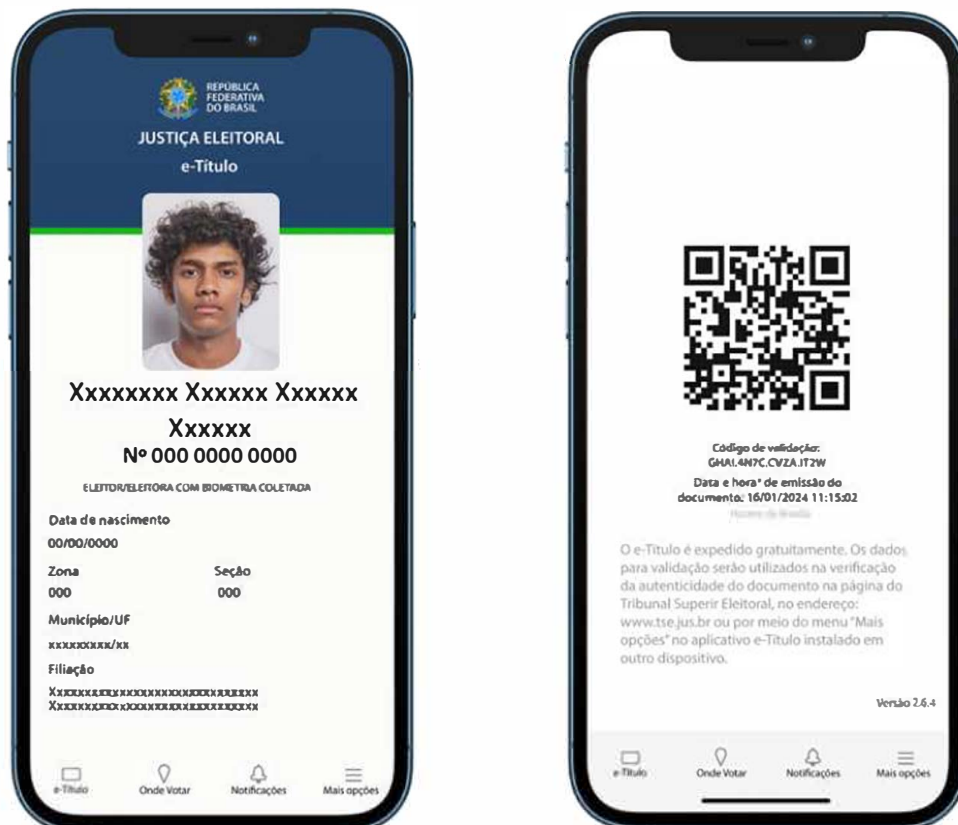 REPÚBLICA
FEDERATIVA
DO BRASIL
JUSTIÇA ELEITORAL
e-Título
Xxxxxxxx Xxxxxx Xxxxxx
Xxxxxx
Nº 000 0000 0000
ELEITOR/ELEITORA COM BIOMETRIA COLETADA
Data de nascimento
00/00/0000
Zona Seção
000 000
Município/UF
xxxxxxxxx/xx
Filiação
e-Título Onde Votar Notificações Mais opções
Código de validação:
GHAI.4N7C.CVZA.IT2W
Data e hora* de emissão do
documento: 16/01/2024 11:15:02
Horário de Brasília
O e-Título é expedido gratuitamente. Os dados
para validação serão utilizados na verificação
da autenticidade do documento na página do
Tribunal Superir Eleitoral, no endereço:
www.tse.jus.br ou por meio do menu "Mais
opções" no aplicativo e-Título instalado em
outro dispositivo.
Versão 2.6.4
e-Título Onde Votar Notificações Mais opções